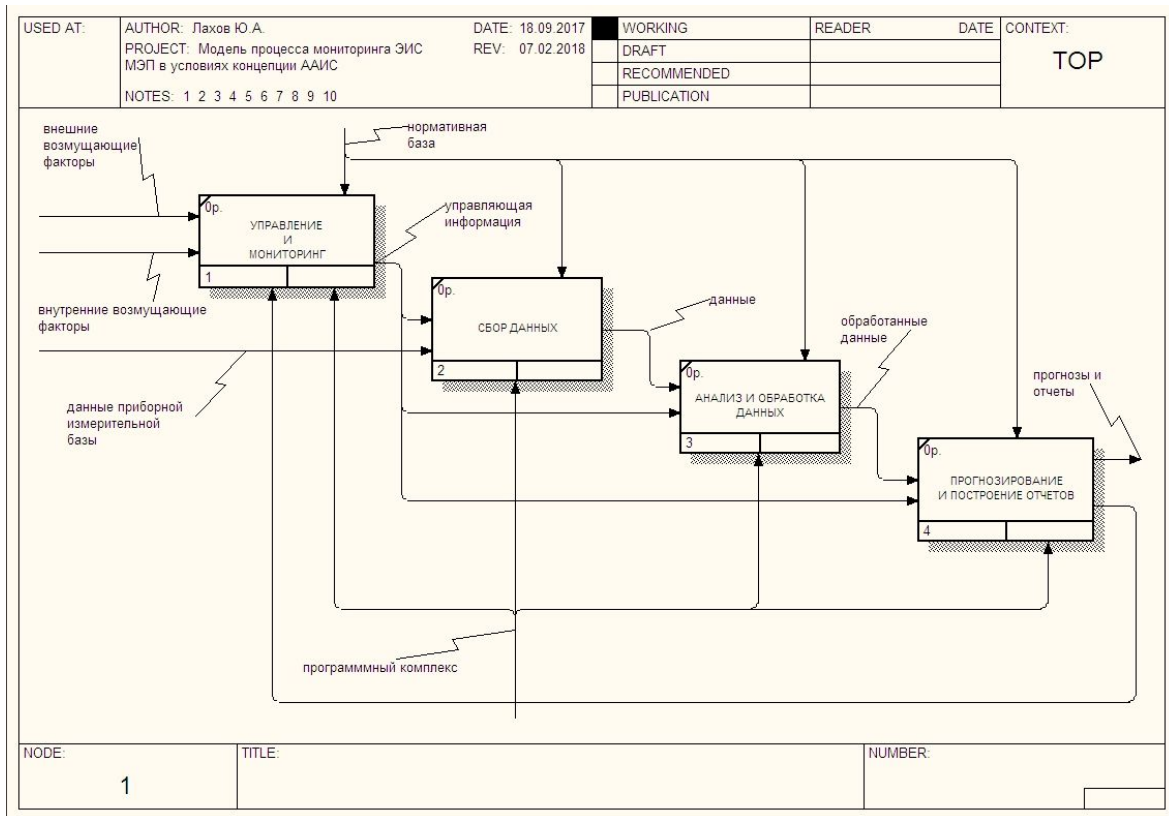 USED AT:
AUTHOR: Лахов Ю.А.
DATE: 18.09.2017
PROJECT: Модель процесса мониторинга ЭИС
МЭП в условиях концепции ААИС
REV: 07.02.2018
NOTES: 1 2 3 4 5 6 7 8 9 10
WORKING
DRAFT
RECOMMENDED
PUBLICATION
READER
DATE
CONTEXT:
TOP
внешние
возмущающие
факторы
нормативная
база
0р.
УПРАВЛЕНИЕ
И
МОНИТОРИНГ
1
управляющая
информация
внутренние возмущающие
факторы
0р.
СБОР ДАННЫХ
2
данные
обработанные
данные
0р.
АНАЛИЗ И ОБРАБОТКА
ДАННЫХ
3
прогнозы и
отчеты
данные приборной
измерительной
базы
0р.
ПРОГНОЗИРОВАНИЕ
И ПОСТРОЕНИЕ ОТЧЕТОВ
4
программмный комплекс
NODE:
1
TITLE:
NUMBER: